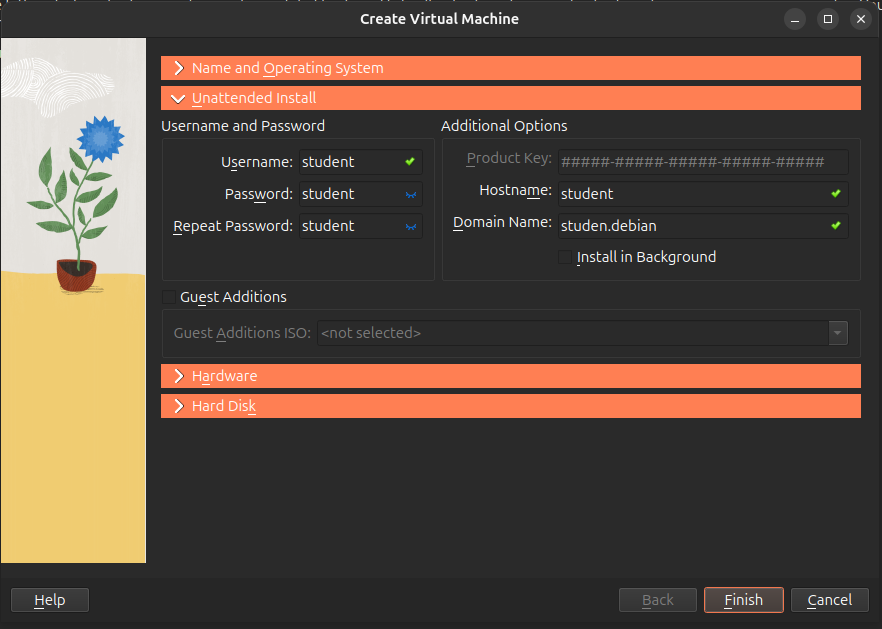 Create Virtual Machine
Name and Operating System
Unattended Install
Username and Password
Username: student
Password: student
Repeat Password: student
Additional Options
Product Key: #####-#####-#####-#####-#####
Hostname: student
Domain Name: studen.debian
Install in Background
Guest Additions
Guest Additions ISO: <not selected>
Hardware
Hard Disk
Help Back Finish Cancel